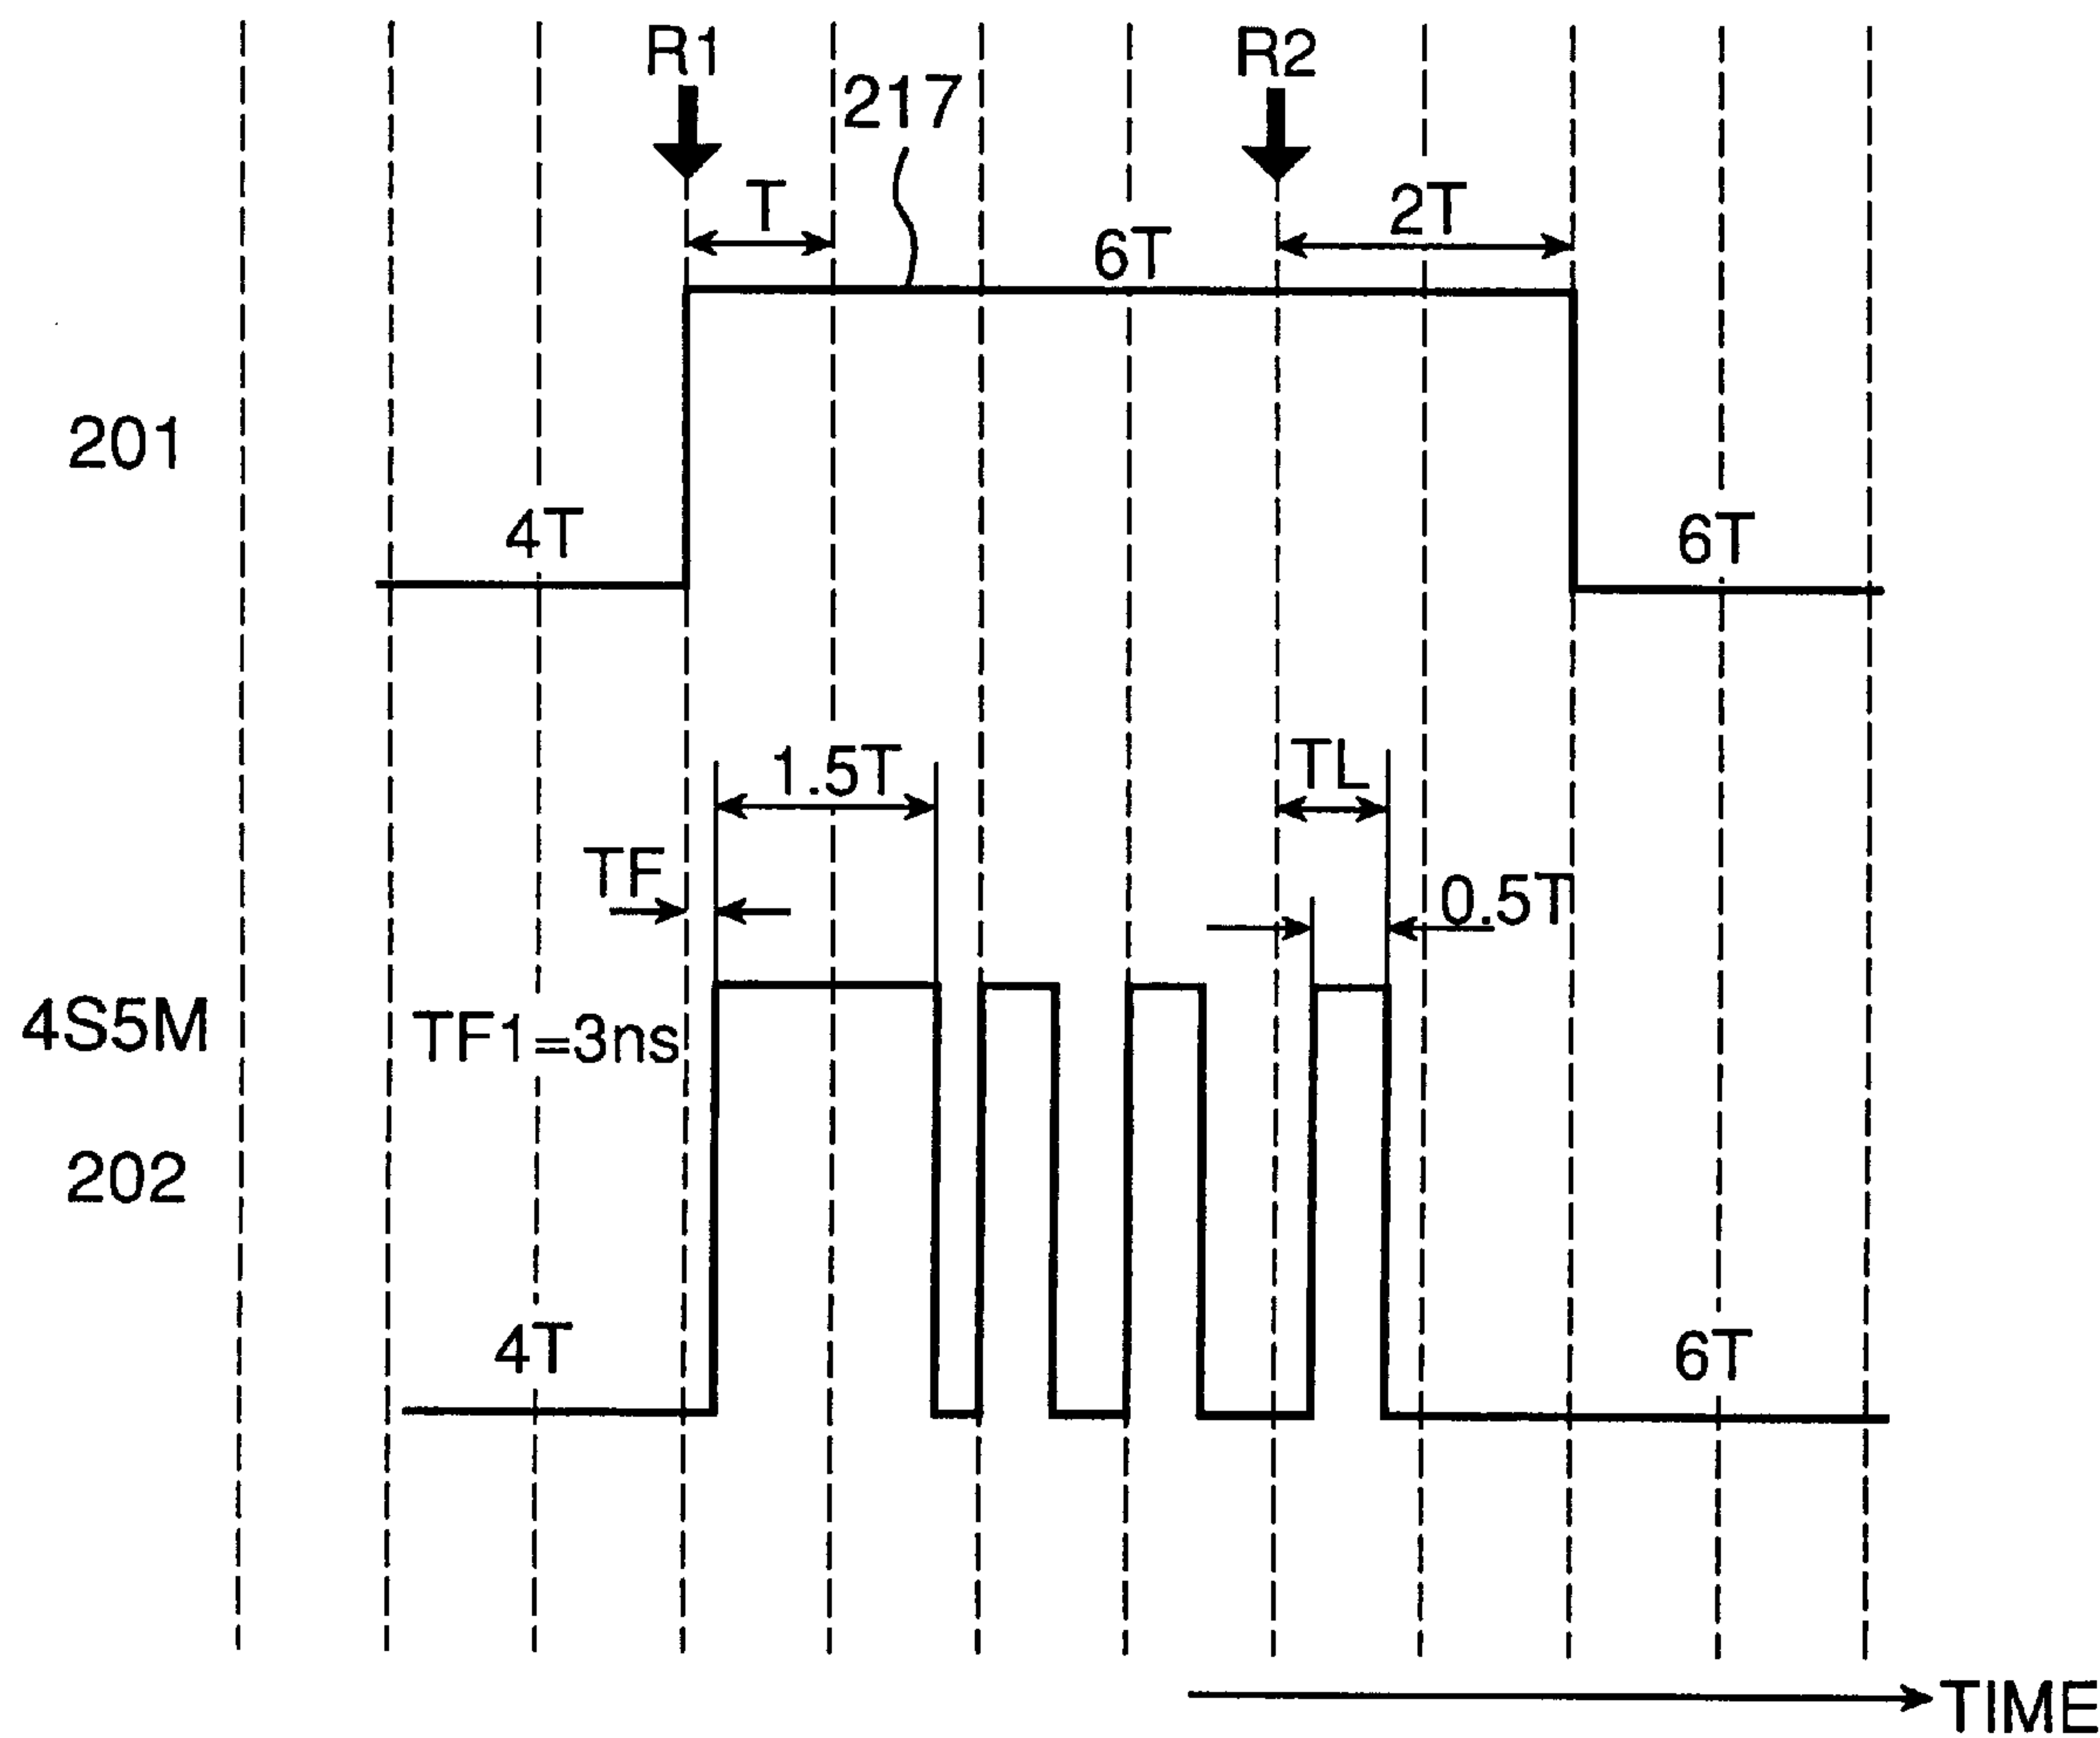 R1
R2
217
T
2T
6T
201
4T
6T
1.5T
TL
TF
0.5T
4S5M
TF1=3ns
202
4T
6T
TIME